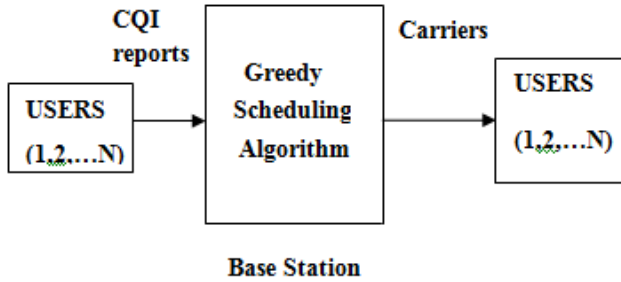 CQI
reports
Carriers
Greedy
Scheduling
Algorithm
USERS
(1,2,...N)
USERS
(1,2,...N)
Base Station